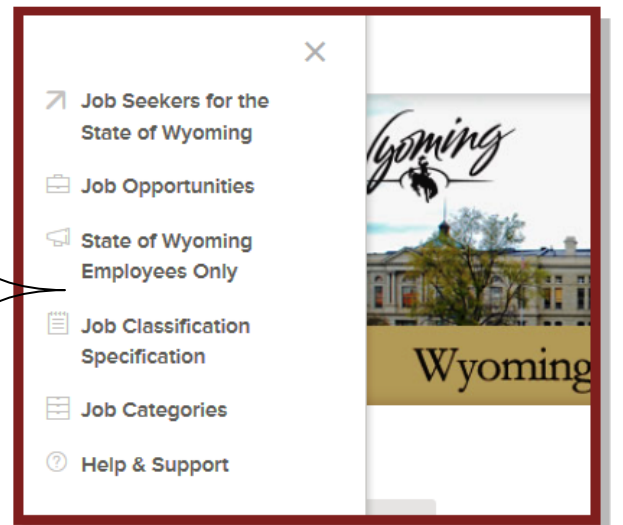 Job Seekers for the
State of Wyoming
Job Opportunities
State of Wyoming
Employees Only
Job Classification
Specification
Job Categories
Help & Support
Wyoming
Wyoming